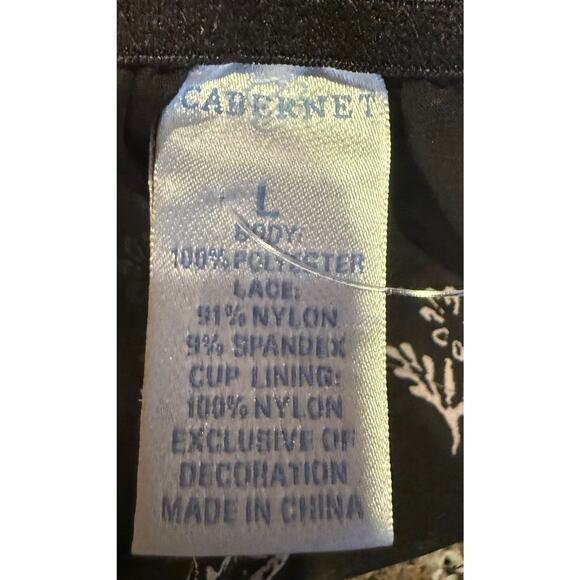 CABERNET
L
BODY:
100% POLYESTER
LACE:
91% NYLON
9% SPANDEX
CUP LINING:
100% NYLON
EXCLUSIVE OF
DECORATION
MADE IN CHINA